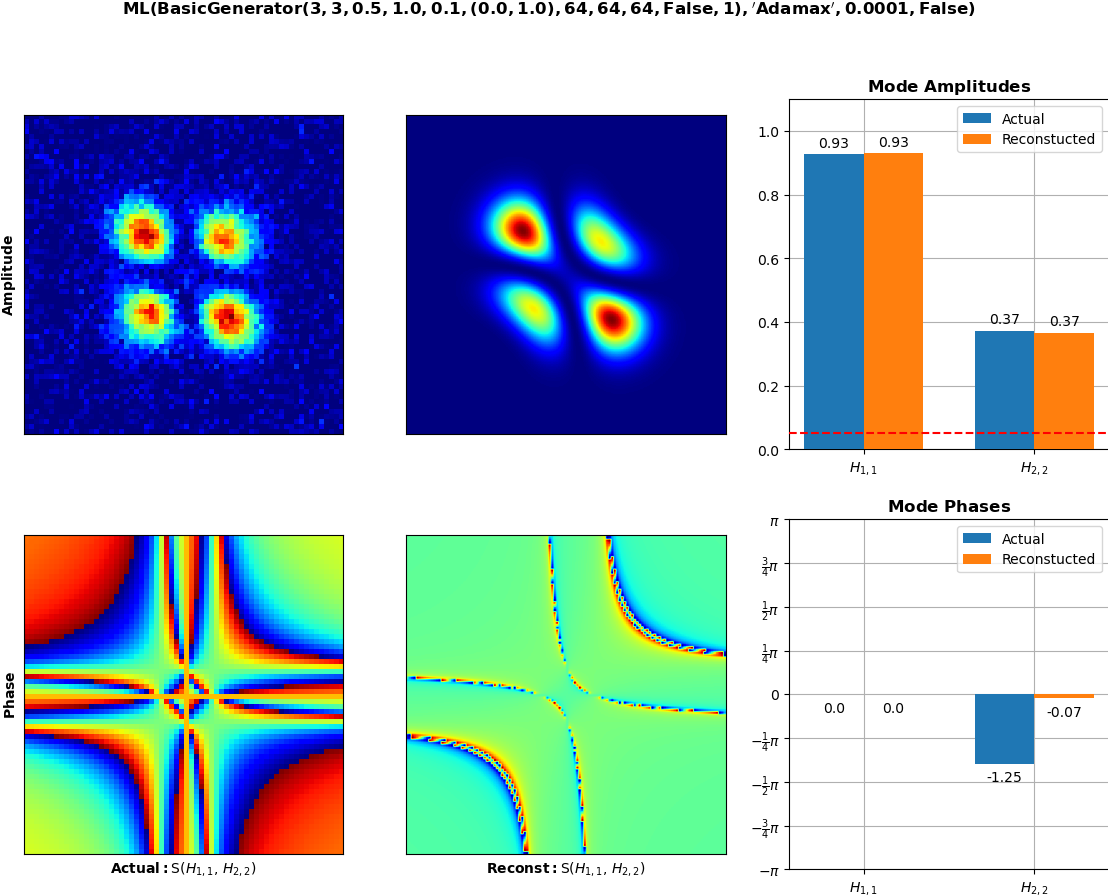 ML(BasicGenerator(3, 3, 0.5, 1.0, 0.1, (0.0, 1.0), 64, 64, 64, False, 1), ′Adamax′, 0.0001, False)
Amplitude
Mode Amplitudes
Actual
Reconstucted
1.0
0.8
0.6
0.4
0.2
0.0
0.93
0.93
0.37
0.37
H1, 1
H2, 2
Phase
Actual: S(H1, 1, H2, 2)
Reconst: S(H1, 1, H2, 2)
Mode Phases
Actual
Reconstucted
π
3/4π
1/2π
1/4π
0
−1/4π
−1/2π
−3/4π
−π
0.0
0.0
-1.25
-0.07
H1, 1
H2, 2